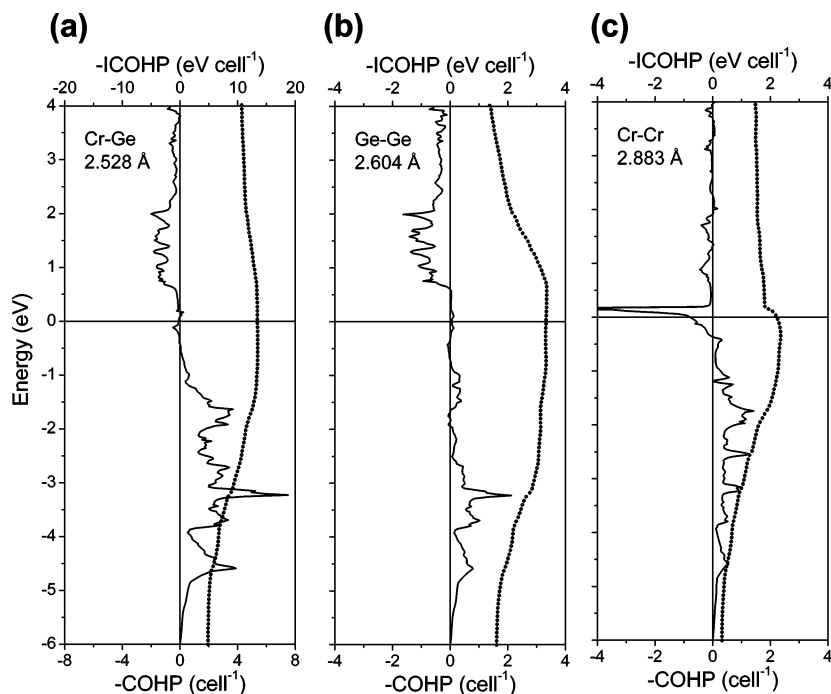 (a)
-ICOHP (eV cell⁻¹)
-20 -10 0 10 20
Cr-Ge
2.528 Å
Energy (eV)
4
3
2
1
0
-1
-2
-3
-4
-5
-6
-8 -4 0 4 8
-COHP (cell⁻¹)
(b)
-ICOHP (eV cell⁻¹)
-4 -2 0 2 4
Ge-Ge
2.604 Å
-4 -2 0 2 4
-COHP (cell⁻¹)
(c)
-ICOHP (eV cell⁻¹)
-4 -2 0 2 4
Cr-Cr
2.883 Å
-4 -2 0 2 4
-COHP (cell⁻¹)